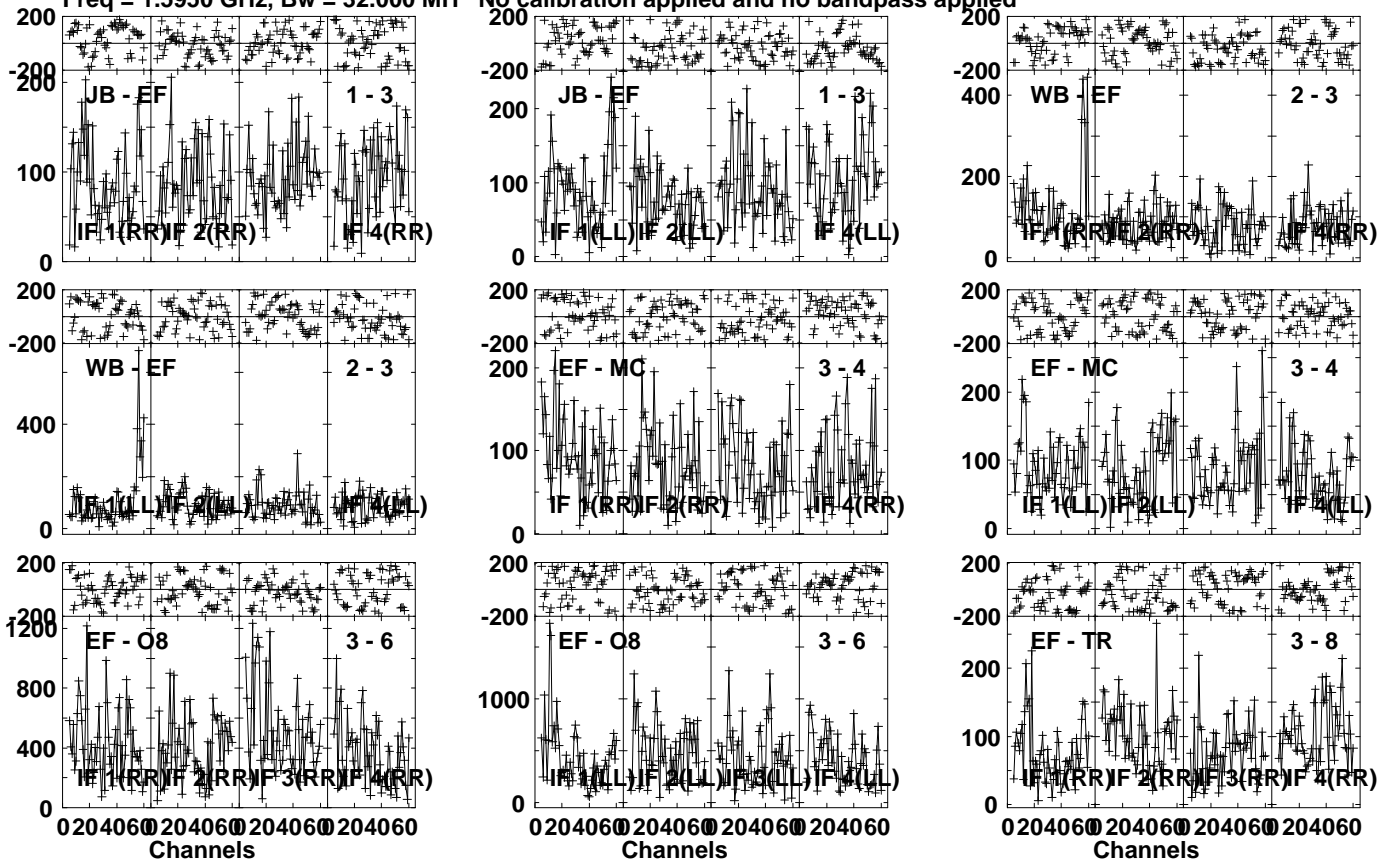 Freq = 1.5950 GHz, Bw = 32.000 MH No calibration applied and no bandpass applied
200
-200
200
100
0
JB - EF
1 - 3
IF 1(RR)
IF 2(RR)
IF 4(RR)
200
-200
200
100
0
JB - EF
1 - 3
IF 1(LL)
IF 2(LL)
IF 4(LL)
200
-200
400
200
0
WB - EF
2 - 3
IF 1(RR)
IF 2(RR)
IF 4(RR)
200
-200
400
200
0
WB - EF
2 - 3
IF 1(LL)
IF 2(LL)
IF 4(LL)
200
-200
200
100
0
EF - MC
3 - 4
IF 1(RR)
IF 2(RR)
IF 4(RR)
200
-200
200
100
0
EF - MC
3 - 4
IF 1(LL)
IF 2(LL)
IF 4(LL)
200
-200
1200
800
400
0
EF - O8
3 - 6
IF 1(RR)
IF 2(RR)
IF 3(RR)
IF 4(RR)
0 20 40 60 0 20 40 60 0 20 40 60 0 20 40 60
Channels
200
-200
1000
0
EF - O8
3 - 6
IF 1(LL)
IF 2(LL)
IF 3(LL)
IF 4(LL)
0 20 40 60 0 20 40 60 0 20 40 60 0 20 40 60
Channels
200
-200
200
100
0
EF - TR
3 - 8
IF 1(RR)
IF 2(RR)
IF 3(RR)
IF 4(RR)
0 20 40 60 0 20 40 60 0 20 40 60 0 20 40 60
Channels